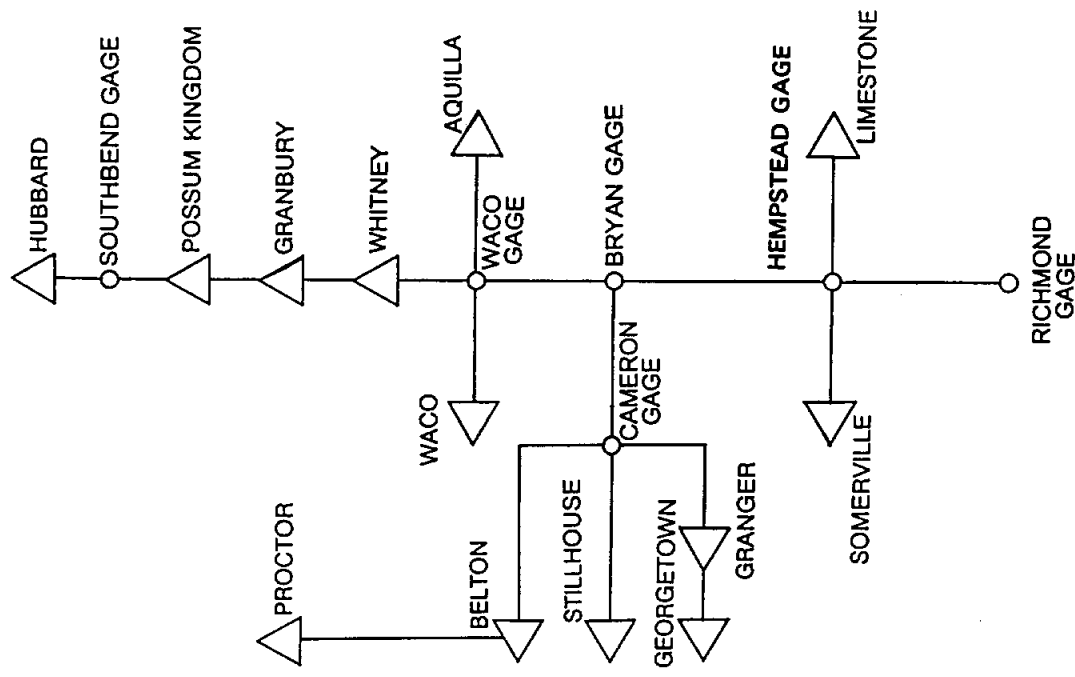 HUBBARD
SOUTHBEND GAGE
POSSUM KINGDOM
GRANBURY
WHITNEY
AQUILLA
WACO
GAGE
WACO
BRYAN GAGE
CAMERON
GAGE
PROCTOR
BELTON
STILLHOUSE
GEORGETOWN
GRANGER
HEMPSTEAD GAGE
LIMESTONE
SOMERVILLE
RICHMOND
GAGE